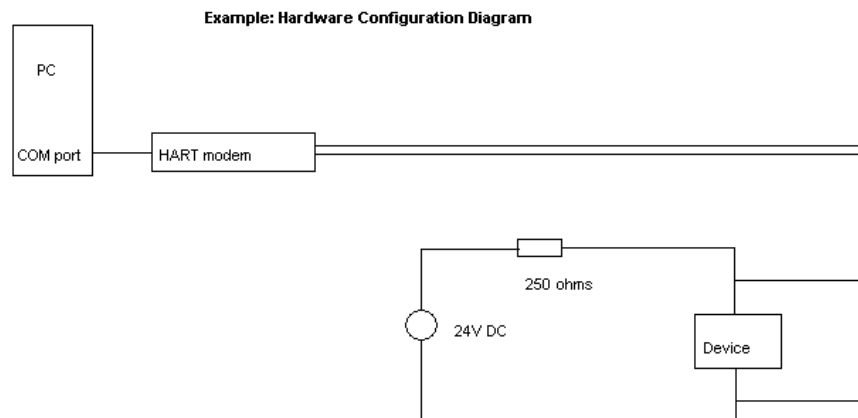 Example: Hardware Configuration Diagram
PC
COM port
HART modem
250 ohms
24V DC
Device